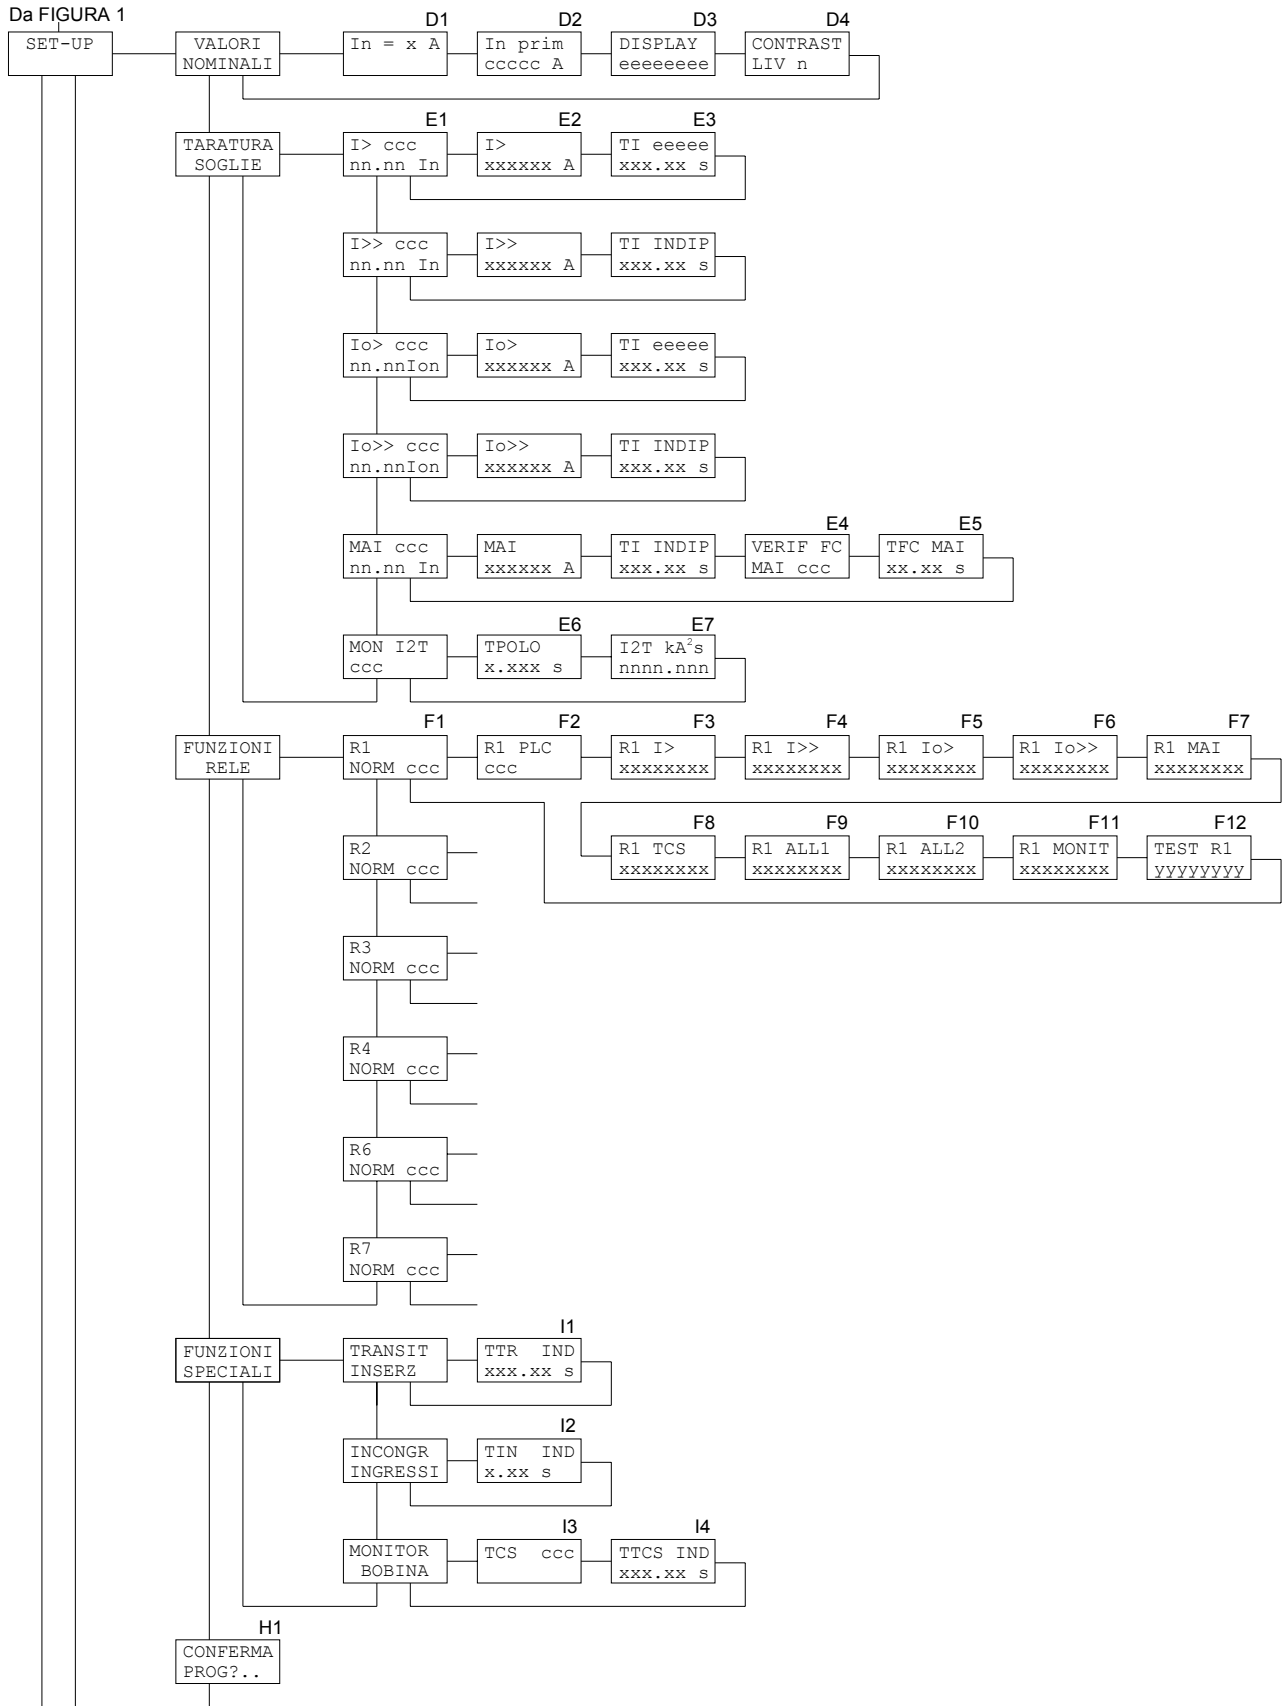 Da FIGURA 1
D1
D2
D3
D4
SET-UP
VALORI
NOMINALI
In = x A
In prim
ccccc A
DISPLAY
eeeeeeee
CONTRAST
LIV n
E1
E2
E3
TARATURA
SOGLIE
I> ccc
nn.nn In
I>
xxxxxx A
TI eeeee
xxx.xx s
I>> ccc
nn.nn In
I>>
xxxxxx A
TI INDIP
xxx.xx s
Io> ccc
nn.nnIon
Io>
xxxxxx A
TI eeeee
xxx.xx s
Io>> ccc
nn.nnIon
Io>>
xxxxxx A
TI INDIP
xxx.xx s
E4
E5
MAI ccc
nn.nn In
MAI
xxxxxx A
TI INDIP
xxx.xx s
VERIF FC
MAI ccc
TFC MAI
xx.xx s
E6
E7
MON I2T
ccc
TPOLO
x.xxx s
I2T kA²s
nnnn.nnn
F1
F2
F3
F4
F5
F6
F7
FUNZIONI
RELE
R1
NORM ccc
R1 PLC
ccc
R1 I>
xxxxxxxx
R1 I>>
xxxxxxxx
R1 Io>
xxxxxxxx
R1 Io>>
xxxxxxxx
R1 MAI
xxxxxxxx
F8
F9
F10
F11
F12
R2
NORM ccc
R1 TCS
xxxxxxxx
R1 ALL1
xxxxxxxx
R1 ALL2
xxxxxxxx
R1 MONIT
xxxxxxxx
TEST R1
yyyyyyyy
R3
NORM ccc
R4
NORM ccc
R6
NORM ccc
R7
NORM ccc
I1
FUNZIONI
SPECIALI
TRANSIT
INSERZ
TTR IND
xxx.xx s
I2
INCONGR
INGRESSI
TIN IND
x.xx s
I3
I4
MONITOR
BOBINA
TCS ccc
TTCS IND
xxx.xx s
H1
CONFERMA
PROG?..